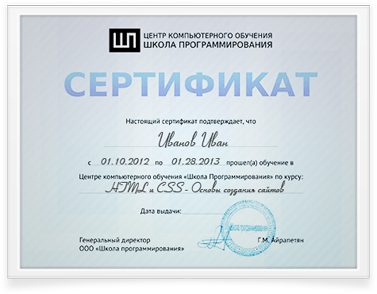 ШП
ЦЕНТР КОМПЬЮТЕРНОГО ОБУЧЕНИЯ
ШКОЛА ПРОГРАММИРОВАНИЯ
СЕРТИФИКАТ
Настоящий сертификат подтверждает, что
Иванов Иван
с 01.10.2012 по 01.28.2013 прошел(а) обучение в
Центре компьютерного обучения «Школа Программирования» по курсу:
HTML и CSS - Основы создания сайтов
Дата выдачи:
Генеральный директор
ООО «Школа программирования»
Г.М. Айрапетян